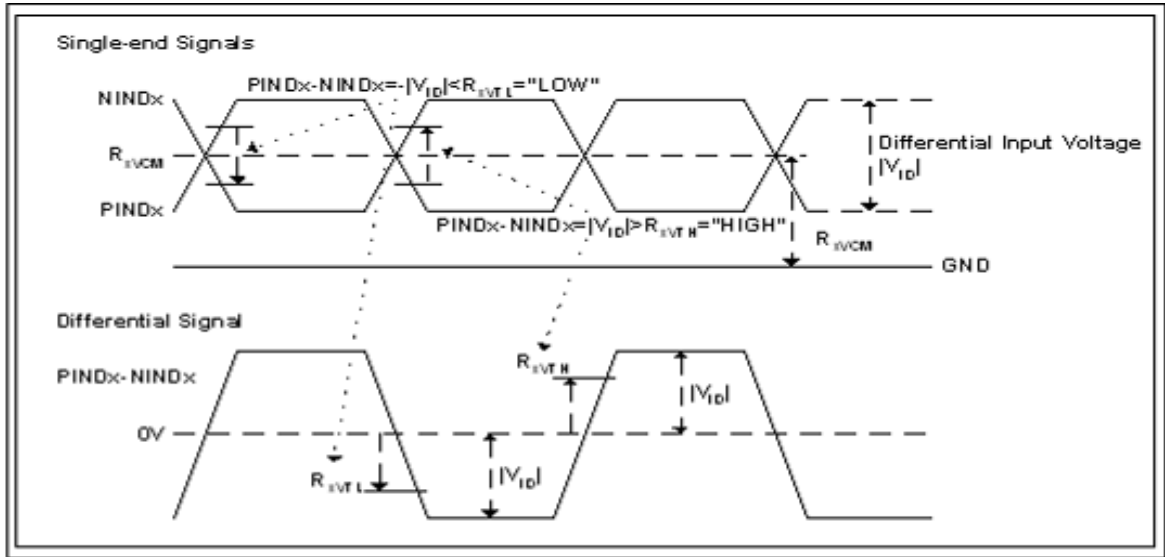 Single-end Signals
PINDx-NINDx=-|VID|<RxVTL="LOW"
NINDx
RxVCM
Differential Input Voltage
|VID|
PINDx
PINDx-NINDx=|VID|>RxVTH="HIGH"
RxVCM
GND
Differential Signal
RxVTH
PINDx-NINDx
|VID|
0V
RxVTL
|VID|